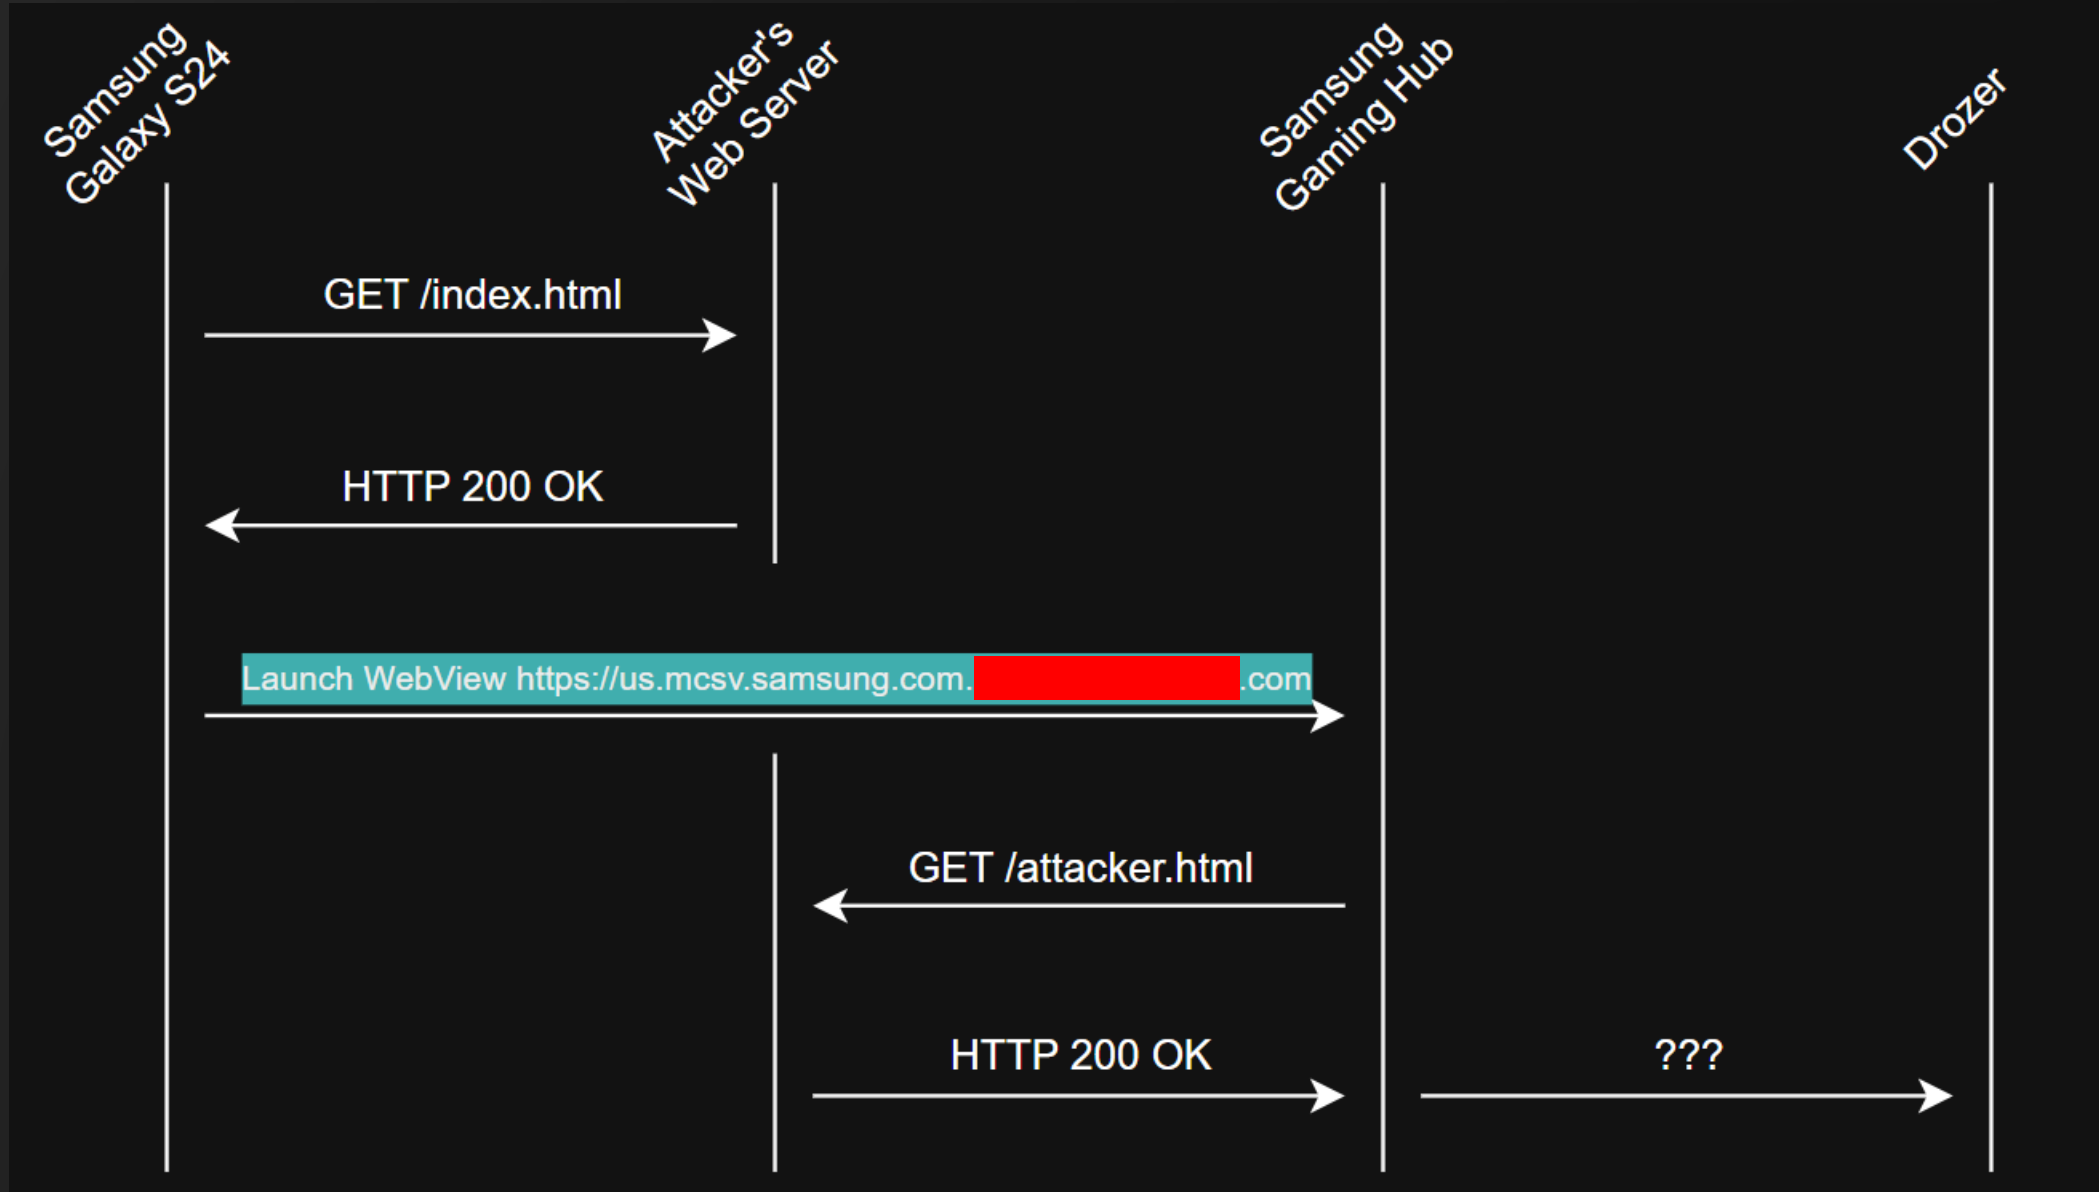 Samsung
Galaxy S24
Attacker's
Web Server
Samsung
Gaming Hub
Drozer
GET /index.html
HTTP 200 OK
Launch WebView https://us.mcsv.samsung.com. .com
GET /attacker.html
HTTP 200 OK
???